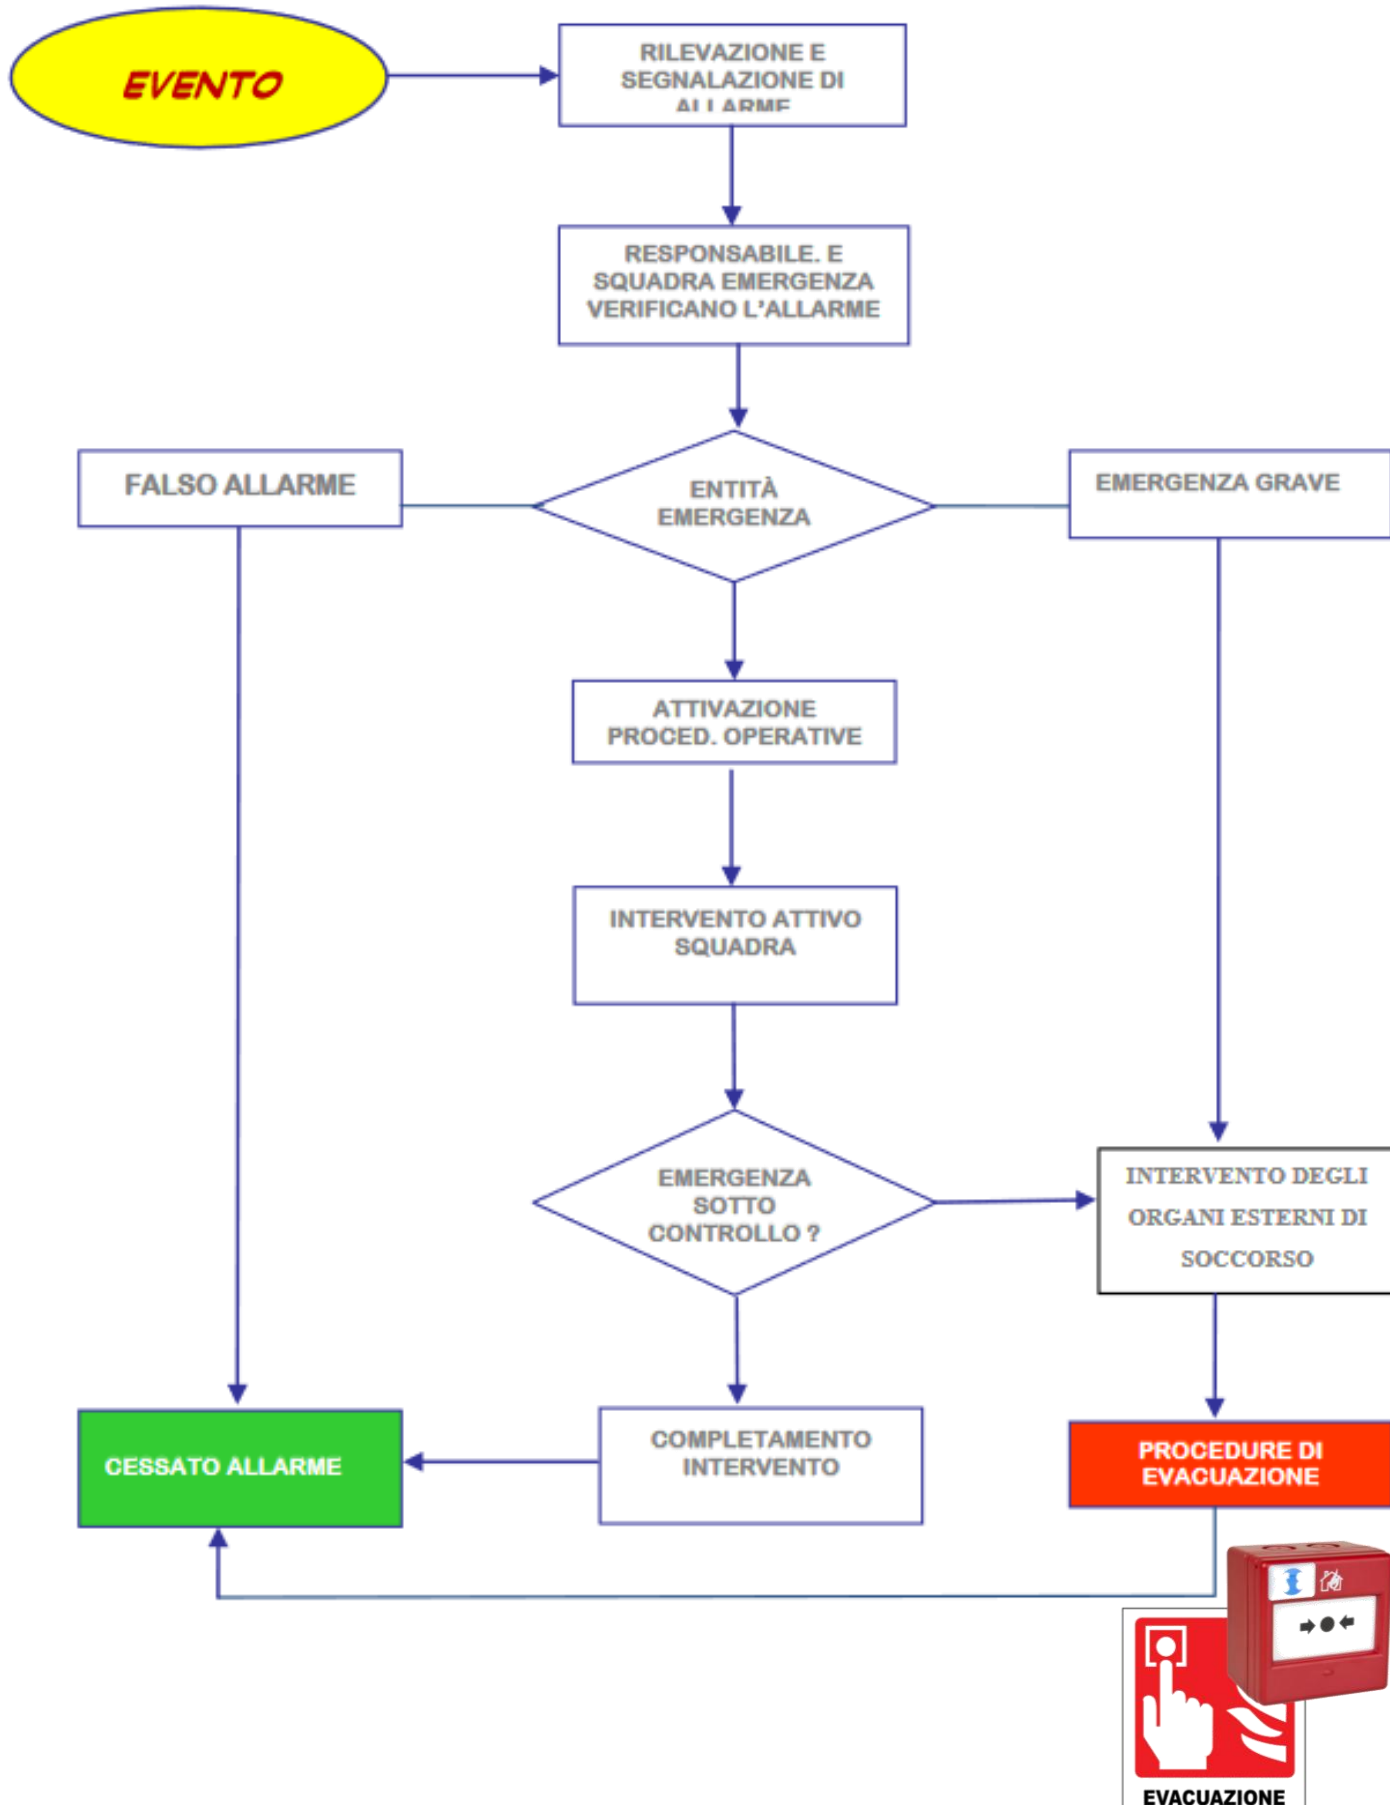 EVENTO
RILEVAZIONE E
SEGNALAZIONE DI
ALLARME
RESPONSABILE. E
SQUADRA EMERGENZA
VERIFICANO L'ALLARME
FALSO ALLARME
ENTITÀ
EMERGENZA
EMERGENZA GRAVE
ATTIVAZIONE
PROCED. OPERATIVE
INTERVENTO ATTIVO
SQUADRA
EMERGENZA
SOTTO
CONTROLLO ?
INTERVENTO DEGLI
ORGANI ESTERNI DI
SOCCORSO
CESSATO ALLARME
COMPLETAMENTO
INTERVENTO
PROCEDURE DI
EVACUAZIONE
EVACUAZIONE